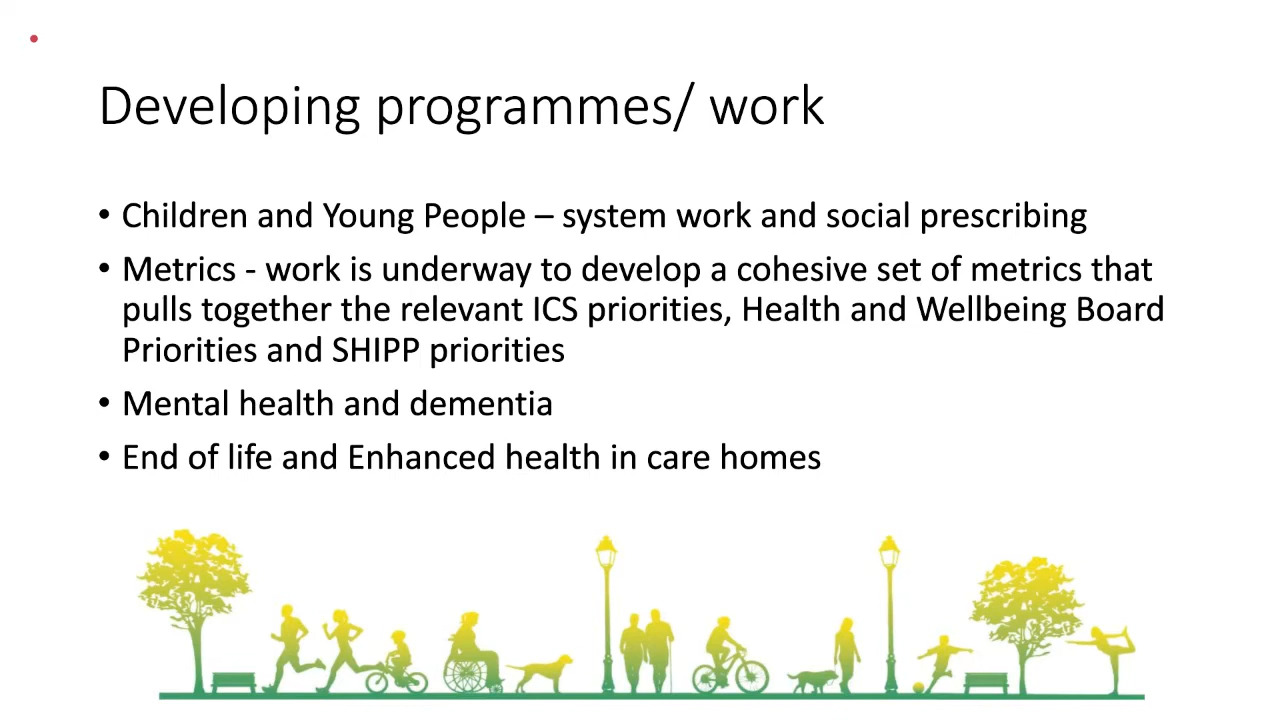 Developing programmes/ work
• Children and Young People – system work and social prescribing
• Metrics - work is underway to develop a cohesive set of metrics that
pulls together the relevant ICS priorities, Health and Wellbeing Board
Priorities and SHIPP priorities
• Mental health and dementia
• End of life and Enhanced health in care homes